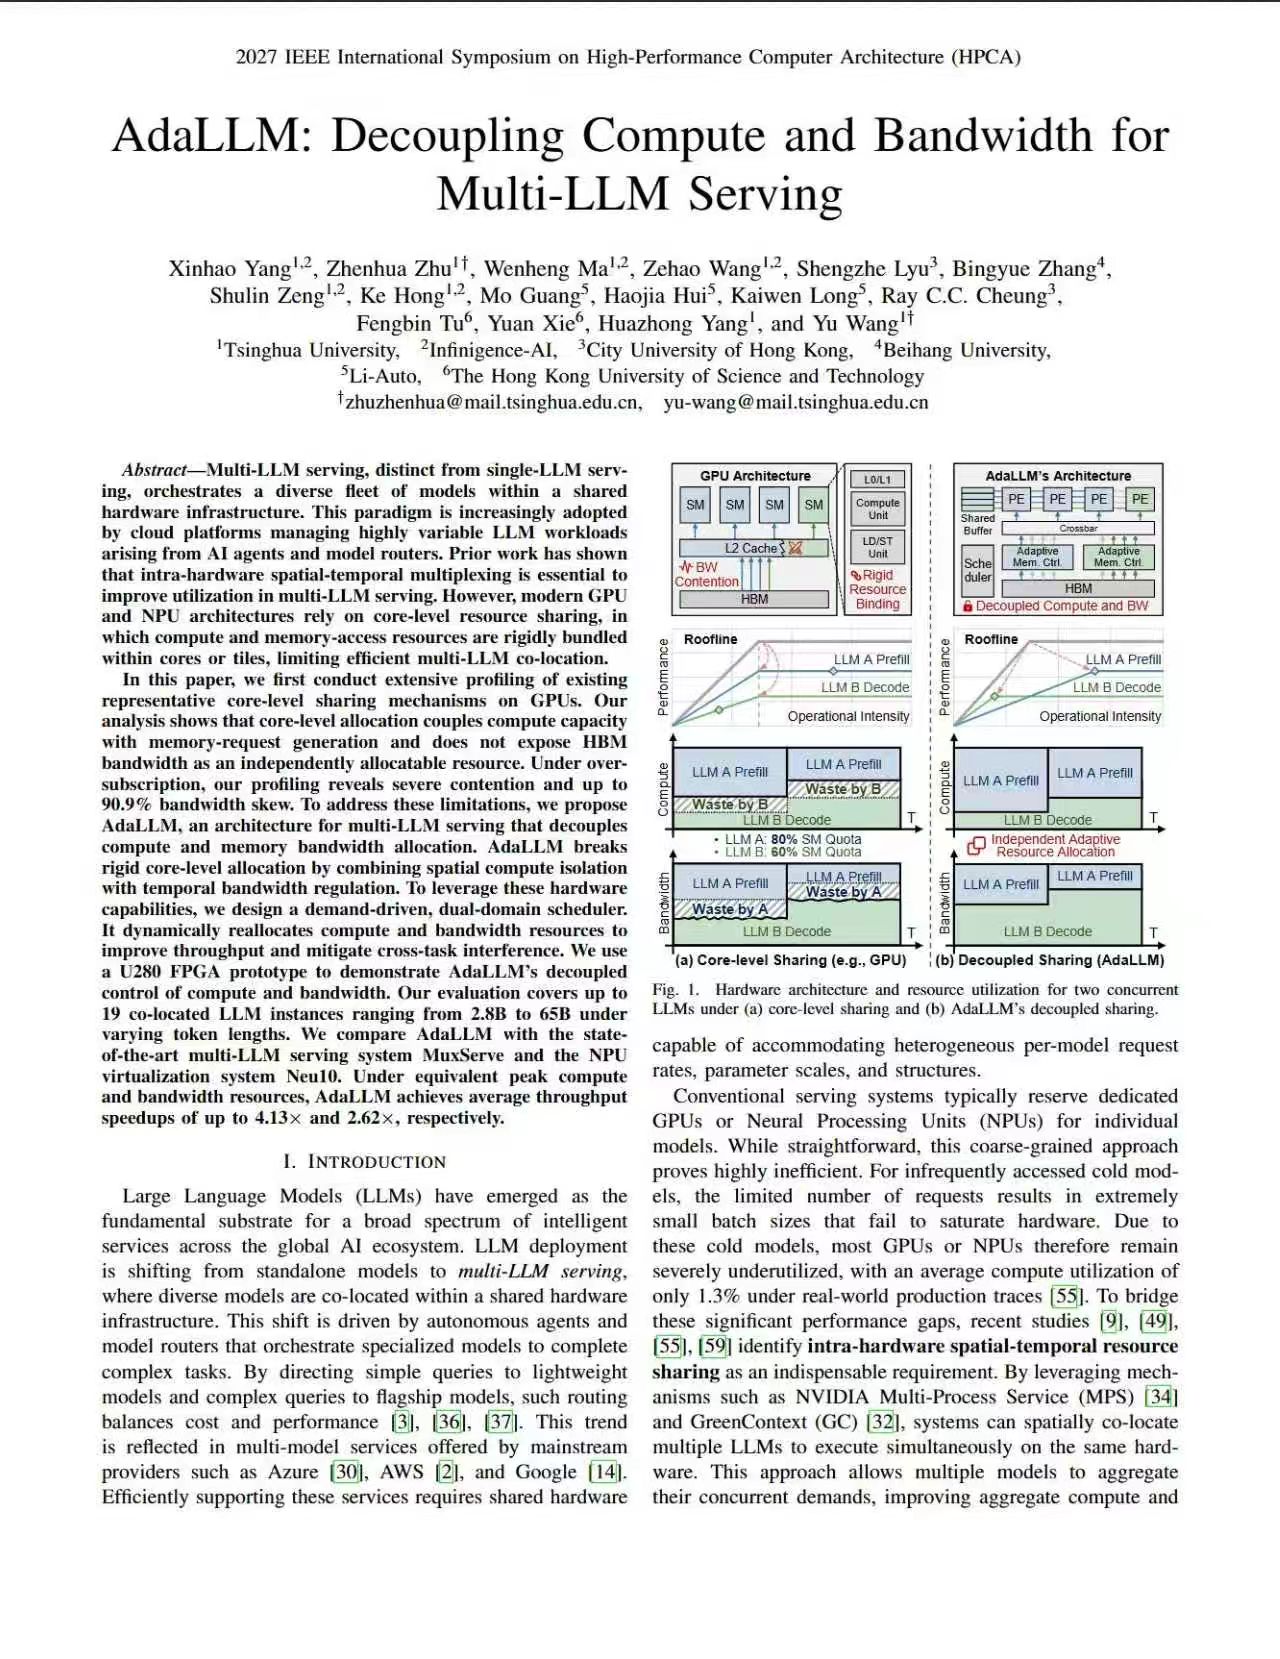 2027 IEEE International Symposium on High-Performance Computer Architecture (HPCA)
AdaLLM: Decoupling Compute and Bandwidth for
Multi-LLM Serving
Xinhao Yang1,2, Zhenhua Zhu1†, Wenheng Ma1,2, Zehao Wang1,2, Shengzhe Lyu3, Bingyue Zhang4,
Shulin Zeng1,2, Ke Hong1,2, Mo Guang5, Haojia Hui5, Kaiwen Long5, Ray C.C. Cheung3,
Fengbin Tu6, Yuan Xie6, Huazhong Yang1, and Yu Wang1†
1Tsinghua University, 2Infinigence-AI, 3City University of Hong Kong, 4Beihang University,
5Li-Auto, 6The Hong Kong University of Science and Technology
†zhuzhenhua@mail.tsinghua.edu.cn, yu-wang@mail.tsinghua.edu.cn
Abstract—Multi-LLM serving, distinct from single-LLM serv-
ing, orchestrates a diverse fleet of models within a shared
hardware infrastructure. This paradigm is increasingly adopted
by cloud platforms managing highly variable LLM workloads
arising from AI agents and model routers. Prior work has shown
that intra-hardware spatial-temporal multiplexing is essential to
improve utilization in multi-LLM serving. However, modern GPU
and NPU architectures rely on core-level resource sharing, in
which compute and memory-access resources are rigidly bundled
within cores or tiles, limiting efficient multi-LLM co-location.
In this paper, we first conduct extensive profiling of existing
representative core-level sharing mechanisms on GPUs. Our
analysis shows that core-level allocation couples compute capacity
with memory-request generation and does not expose HBM
bandwidth as an independently allocatable resource. Under over-
subscription, our profiling reveals severe contention and up to
90.9% bandwidth skew. To address these limitations, we propose
AdaLLM, an architecture for multi-LLM serving that decouples
compute and memory bandwidth allocation. AdaLLM breaks
rigid core-level allocation by combining spatial compute isolation
with temporal bandwidth regulation. To leverage these hardware
capabilities, we design a demand-driven, dual-domain scheduler.
It dynamically reallocates compute and bandwidth resources to
improve throughput and mitigate cross-task interference. We use
a U280 FPGA prototype to demonstrate AdaLLM's decoupled
control of compute and bandwidth. Our evaluation covers up to
19 co-located LLM instances ranging from 2.8B to 65B under
varying token lengths. We compare AdaLLM with the state-
of-the-art multi-LLM serving system MuxServe and the NPU
virtualization system Neu10. Under equivalent peak compute
and bandwidth resources, AdaLLM achieves average throughput
speedups of up to 4.13× and 2.62×, respectively.
I. INTRODUCTION
Large Language Models (LLMs) have emerged as the
fundamental substrate for a broad spectrum of intelligent
services across the global AI ecosystem. LLM deployment
is shifting from standalone models to multi-LLM serving,
where diverse models are co-located within a shared hardware
infrastructure. This shift is driven by autonomous agents and
model routers that orchestrate specialized models to complete
complex tasks. By directing simple queries to lightweight
models and complex queries to flagship models, such routing
balances cost and performance [3], [36], [37]. This trend
is reflected in multi-model services offered by mainstream
providers such as Azure [30], AWS [2], and Google [14].
Efficiently supporting these services requires shared hardware
GPU Architecture
SM SM SM SM
L2 Cache
BW
Contention
HBM
L0/L1
Compute
Unit
LD/ST
Unit
Rigid
Resource
Binding
AdaLLM's Architecture
PE PE PE PE
Shared
Buffer
Crossbar
Sche
duler
Adaptive
Mem. Ctrl.
Adaptive
Mem. Ctrl.
HBM
Decoupled Compute and BW
Performance
Roofline
LLM A Prefill
LLM B Decode
Operational Intensity
Performance
Roofline
LLM A Prefill
LLM B Decode
Operational Intensity
Compute
LLM A Prefill
LLM A Prefill
Waste by B
Waste by B
LLM B Decode
T
Compute
LLM A Prefill
LLM A Prefill
LLM B Decode
T
• LLM A: 80% SM Quota
• LLM B: 60% SM Quota
Independent Adaptive
Resource Allocation
Bandwidth
LLM A Prefill
LLM A Prefill
Waste by A
Waste by A
LLM B Decode
T
Bandwidth
LLM A Prefill
LLM A Prefill
LLM B Decode
T
(a) Core-level Sharing (e.g., GPU)
(b) Decoupled Sharing (AdaLLM)
Fig. 1. Hardware architecture and resource utilization for two concurrent
LLMs under (a) core-level sharing and (b) AdaLLM's decoupled sharing.
capable of accommodating heterogeneous per-model request
rates, parameter scales, and structures.
Conventional serving systems typically reserve dedicated
GPUs or Neural Processing Units (NPUs) for individual
models. While straightforward, this coarse-grained approach
proves highly inefficient. For infrequently accessed cold mod-
els, the limited number of requests results in extremely
small batch sizes that fail to saturate hardware. Due to
these cold models, most GPUs or NPUs therefore remain
severely underutilized, with an average compute utilization of
only 1.3% under real-world production traces [55]. To bridge
these significant performance gaps, recent studies [9], [49],
[55], [59] identify intra-hardware spatial-temporal resource
sharing as an indispensable requirement. By leveraging mech-
anisms such as NVIDIA Multi-Process Service (MPS) [34]
and GreenContext (GC) [32], systems can spatially co-locate
multiple LLMs to execute simultaneously on the same hard-
ware. This approach allows multiple models to aggregate
their concurrent demands, improving aggregate compute and